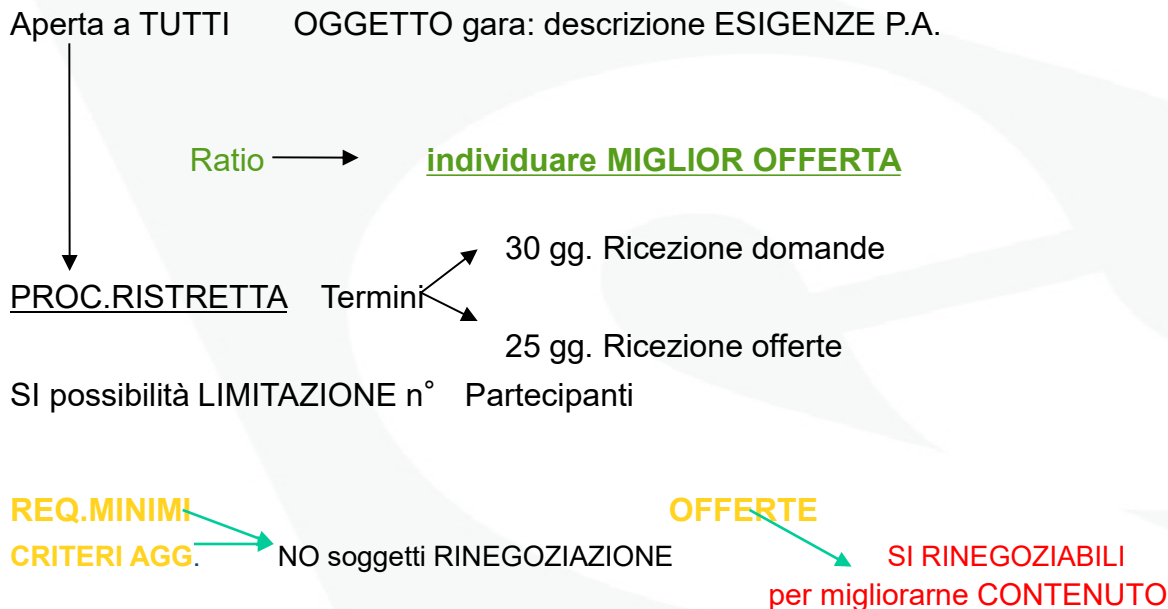 Aperta a TUTTI OGGETTO gara: descrizione ESIGENZE P.A.
Ratio individuare MIGLIOR OFFERTA
30 gg. Ricezione domande
PROC.RISTRETTA Termini
25 gg. Ricezione offerte
SI possibilità LIMITAZIONE n° Partecipanti
REQ.MINIMI OFFERTE
CRITERI AGG. NO soggetti RINEGOZIAZIONE SI RINEGOZIABILI
per migliorarne CONTENUTO